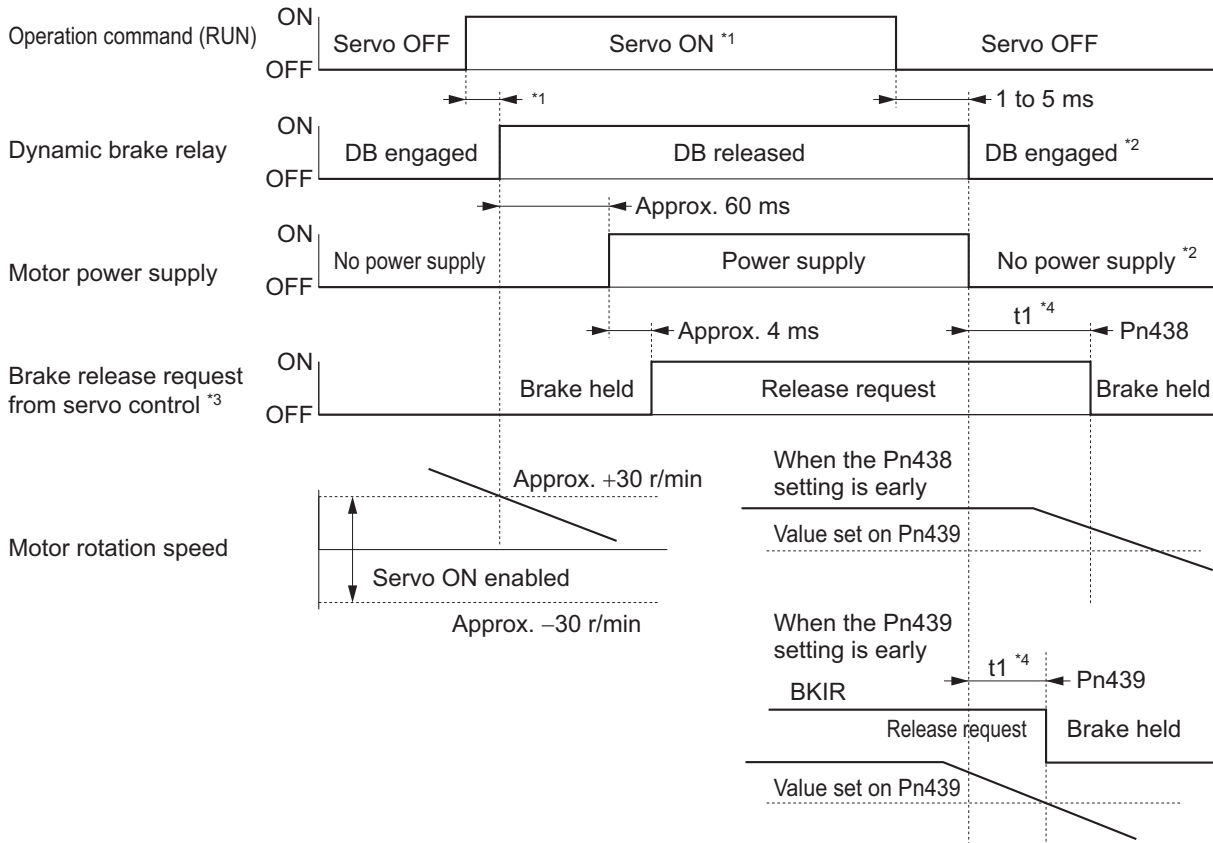 Operation command (RUN)
ON
OFF
Servo OFF
Servo ON *1
Servo OFF
*1
1 to 5 ms
Dynamic brake relay
ON
OFF
DB engaged
DB released
DB engaged *2
Approx. 60 ms
Motor power supply
ON
OFF
No power supply
Power supply
No power supply *2
Approx. 4 ms
t1 *4
Pn438
Brake release request
from servo control *3
ON
OFF
Brake held
Release request
Brake held
Motor rotation speed
Approx. +30 r/min
Servo ON enabled
Approx. –30 r/min
When the Pn438
setting is early
Value set on Pn439
When the Pn439
setting is early
t1 *4
Pn439
BKIR
Release request
Brake held
Value set on Pn439